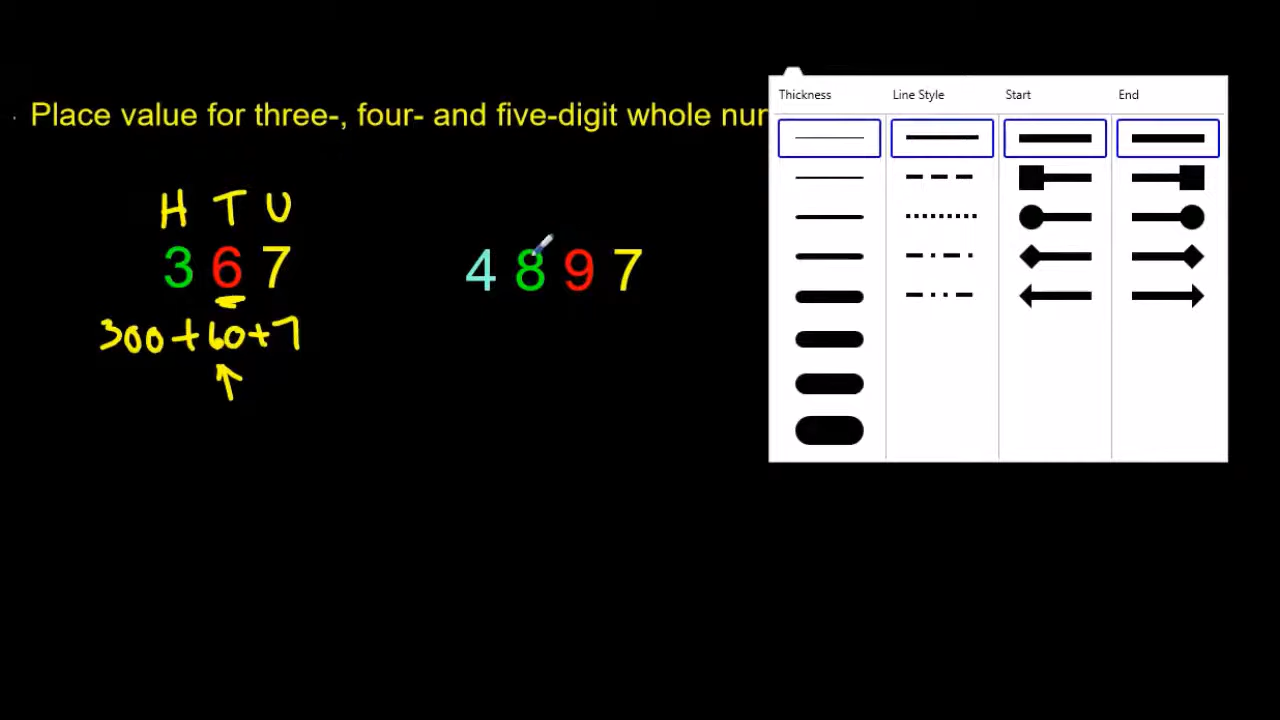 Place value for three-, four- and five-digit whole nur
H T U
3 6 7
300 + 60 + 7
4 8 9 7
Thickness Line Style Start End